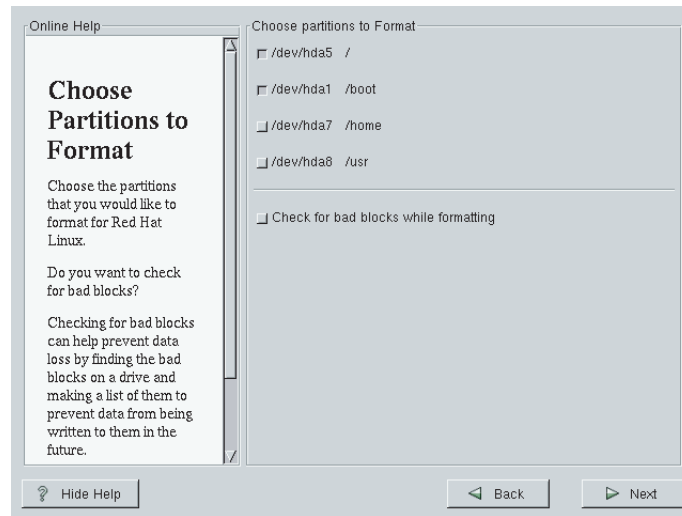 Online Help
Choose
Partitions to
Format
Choose the partitions
that you would like to
format for Red Hat
Linux.
Do you want to check
for bad blocks?
Checking for bad blocks
can help prevent data
loss by finding the bad
blocks on a drive and
making a list of them to
prevent data from being
written to them in the
future.
Choose partitions to Format
/dev/hda5 /
/dev/hda1 /boot
/dev/hda7 /home
/dev/hda8 /usr
Check for bad blocks while formatting
Hide Help
Back
Next